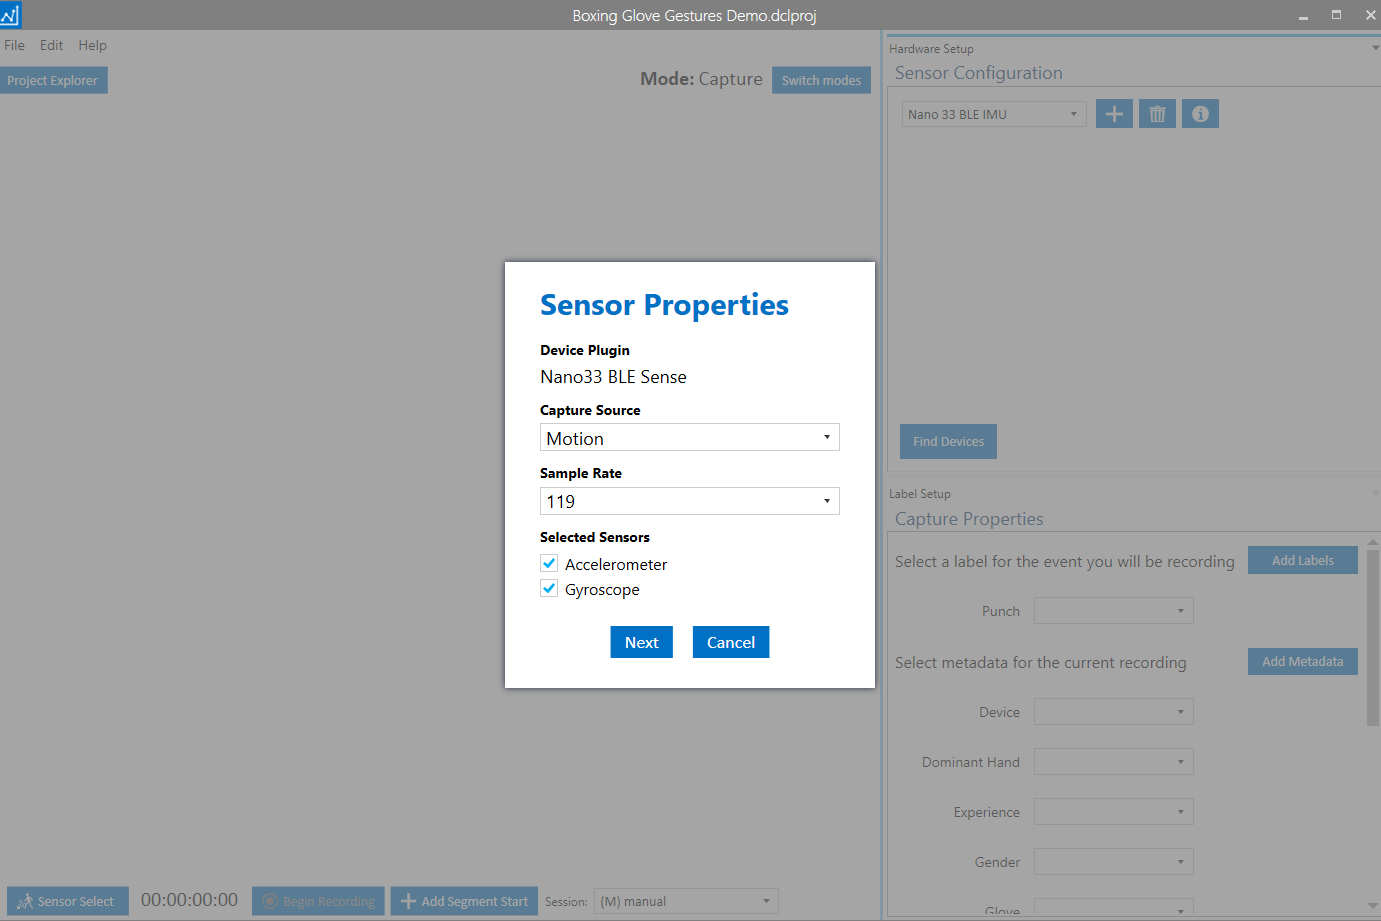 Boxing Glove Gestures Demo.dclproj
File Edit Help
Project Explorer
Mode: Capture
Switch modes
Hardware Setup
Sensor Configuration
Nano 33 BLE IMU
Find Devices
Sensor Properties
Device Plugin
Nano33 BLE Sense
Capture Source
Motion
Sample Rate
119
Selected Sensors
Accelerometer
Gyroscope
Next
Cancel
Label Setup
Capture Properties
Select a label for the event you will be recording
Add Labels
Punch
Select metadata for the current recording
Add Metadata
Device
Dominant Hand
Experience
Gender
Glove
Sensor Select
00:00:00:00
Begin Recording
Add Segment Start
Session:
(M) manual